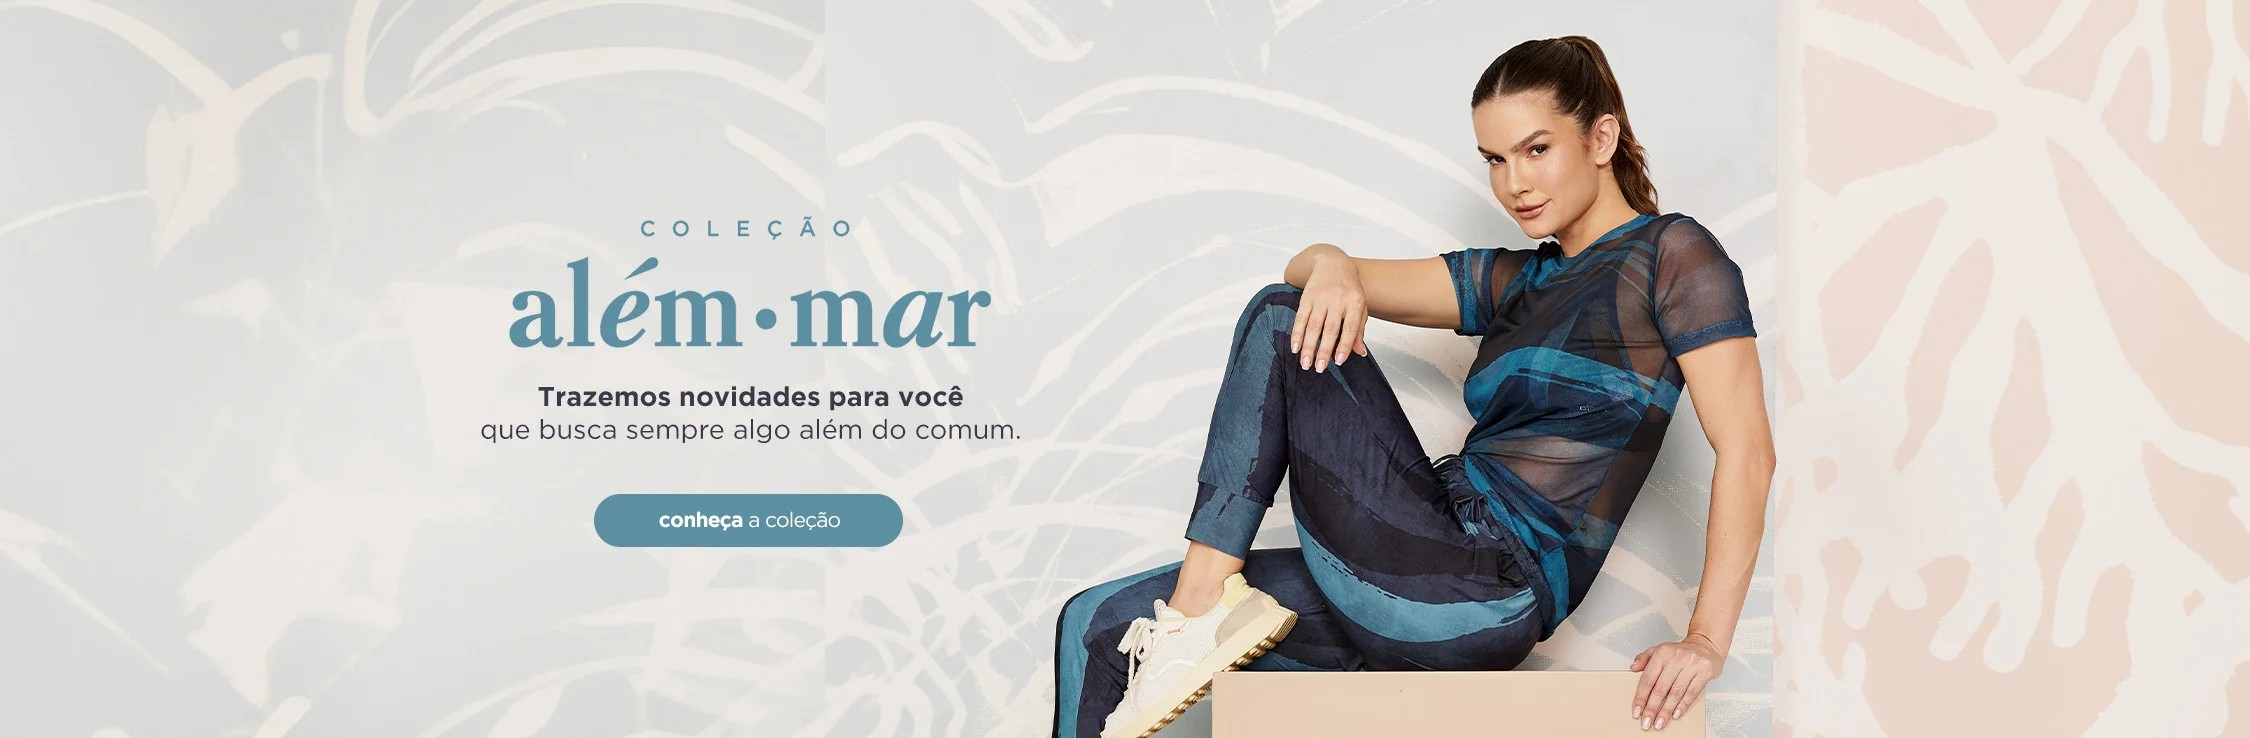 COLEÇÃO
além•mar
Trazemos novidades para você
que busca sempre algo além do comum.
conheça a coleção